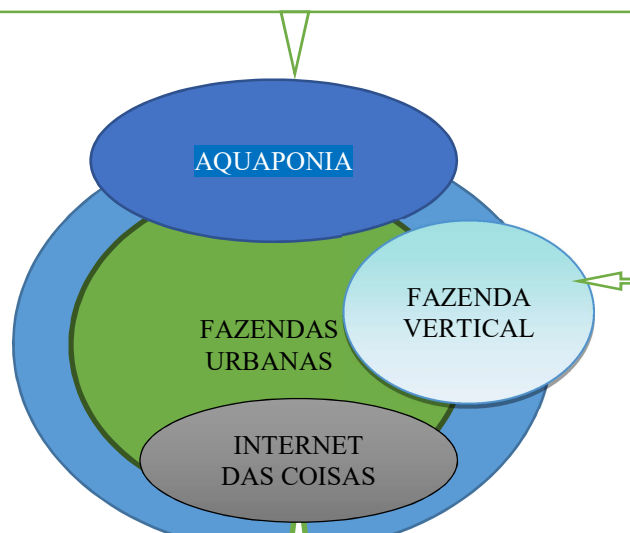 AQUAPONIA
FAZENDA
VERTICAL
FAZENDAS
URBANAS
INTERNET
DAS COISAS